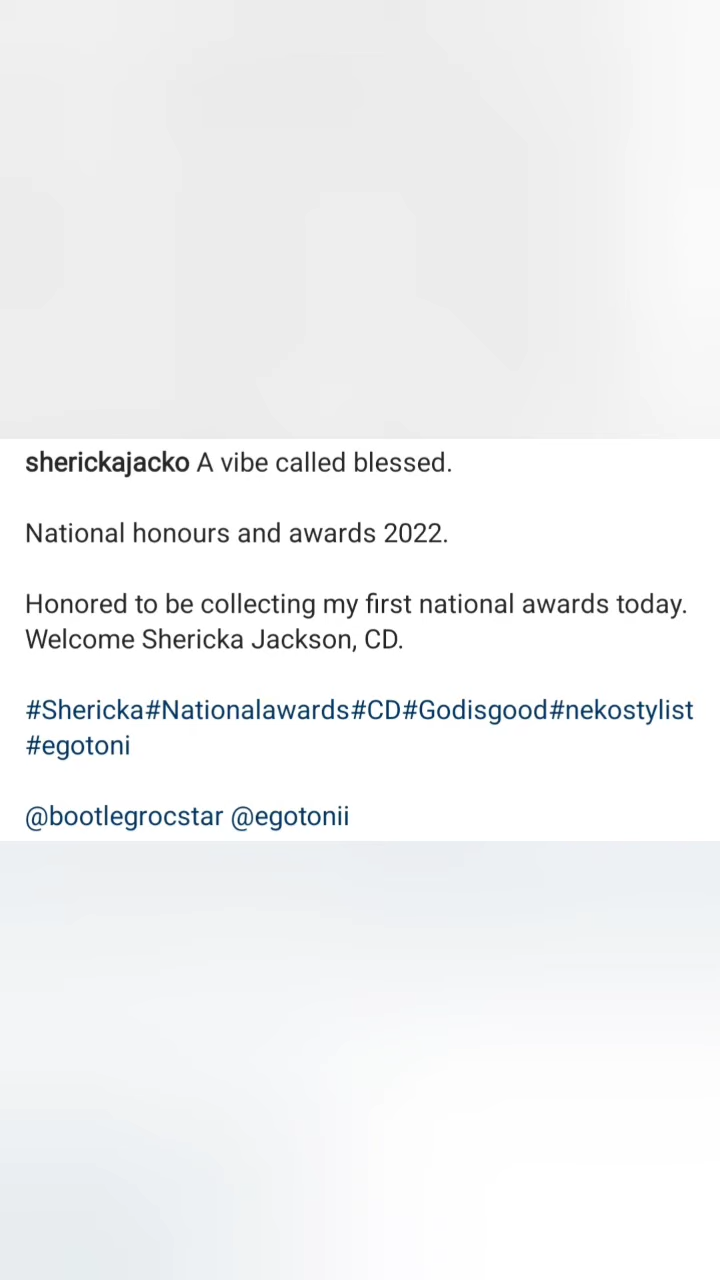 sherickajacko A vibe called blessed.
National honours and awards 2022.
Honored to be collecting my first national awards today.
Welcome Shericka Jackson, CD.
#Shericka#Nationalawards#CD#Godisgood#nekostylist
#egotoni
@bootlegrocstar @egotonii